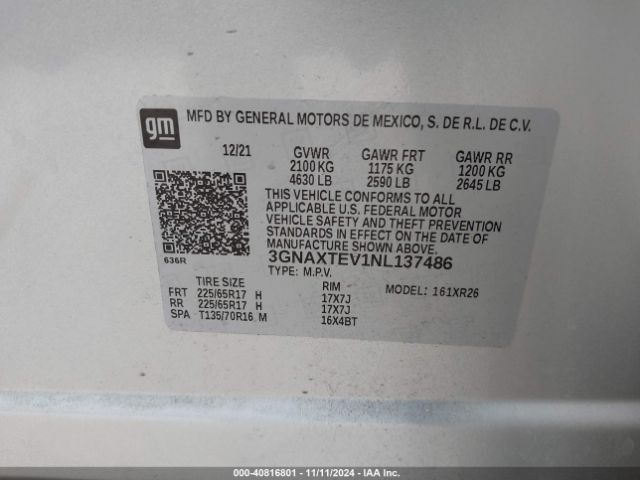 gm
MFD BY GENERAL MOTORS DE MEXICO, S. DE R.L. DE C.V.
12/21 GVWR GAWR FRT GAWR RR
2100 KG 1175 KG 1200 KG
4630 LB 2590 LB 2645 LB
THIS VEHICLE CONFORMS TO ALL
APPLICABLE U.S. FEDERAL MOTOR
VEHICLE SAFETY AND THEFT PREVENTION
STANDARDS IN EFFECT ON THE DATE OF
MANUFACTURE SHOWN ABOVE.
636R
3GNAXTEV1NL137486
TYPE: M.P.V.
TIRE SIZE RIM MODEL: 161XR26
FRT 225/65R17 H 17X7J
RR 225/65R17 H 17X7J
SPA T135/70R16 M 16X4BT
000-40816801 - 11/11/2024 - IAA Inc.